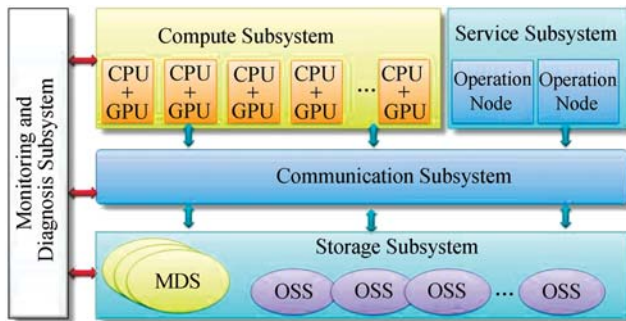 Monitoring and
Diagnosis Subsystem
Compute Subsystem
CPU
+
GPU
CPU
+
GPU
CPU
+
GPU
CPU
+
GPU
...
CPU
+
GPU
Service Subsystem
Operation
Node
Operation
Node
Communication Subsystem
Storage Subsystem
MDS
OSS
OSS
OSS
...
OSS